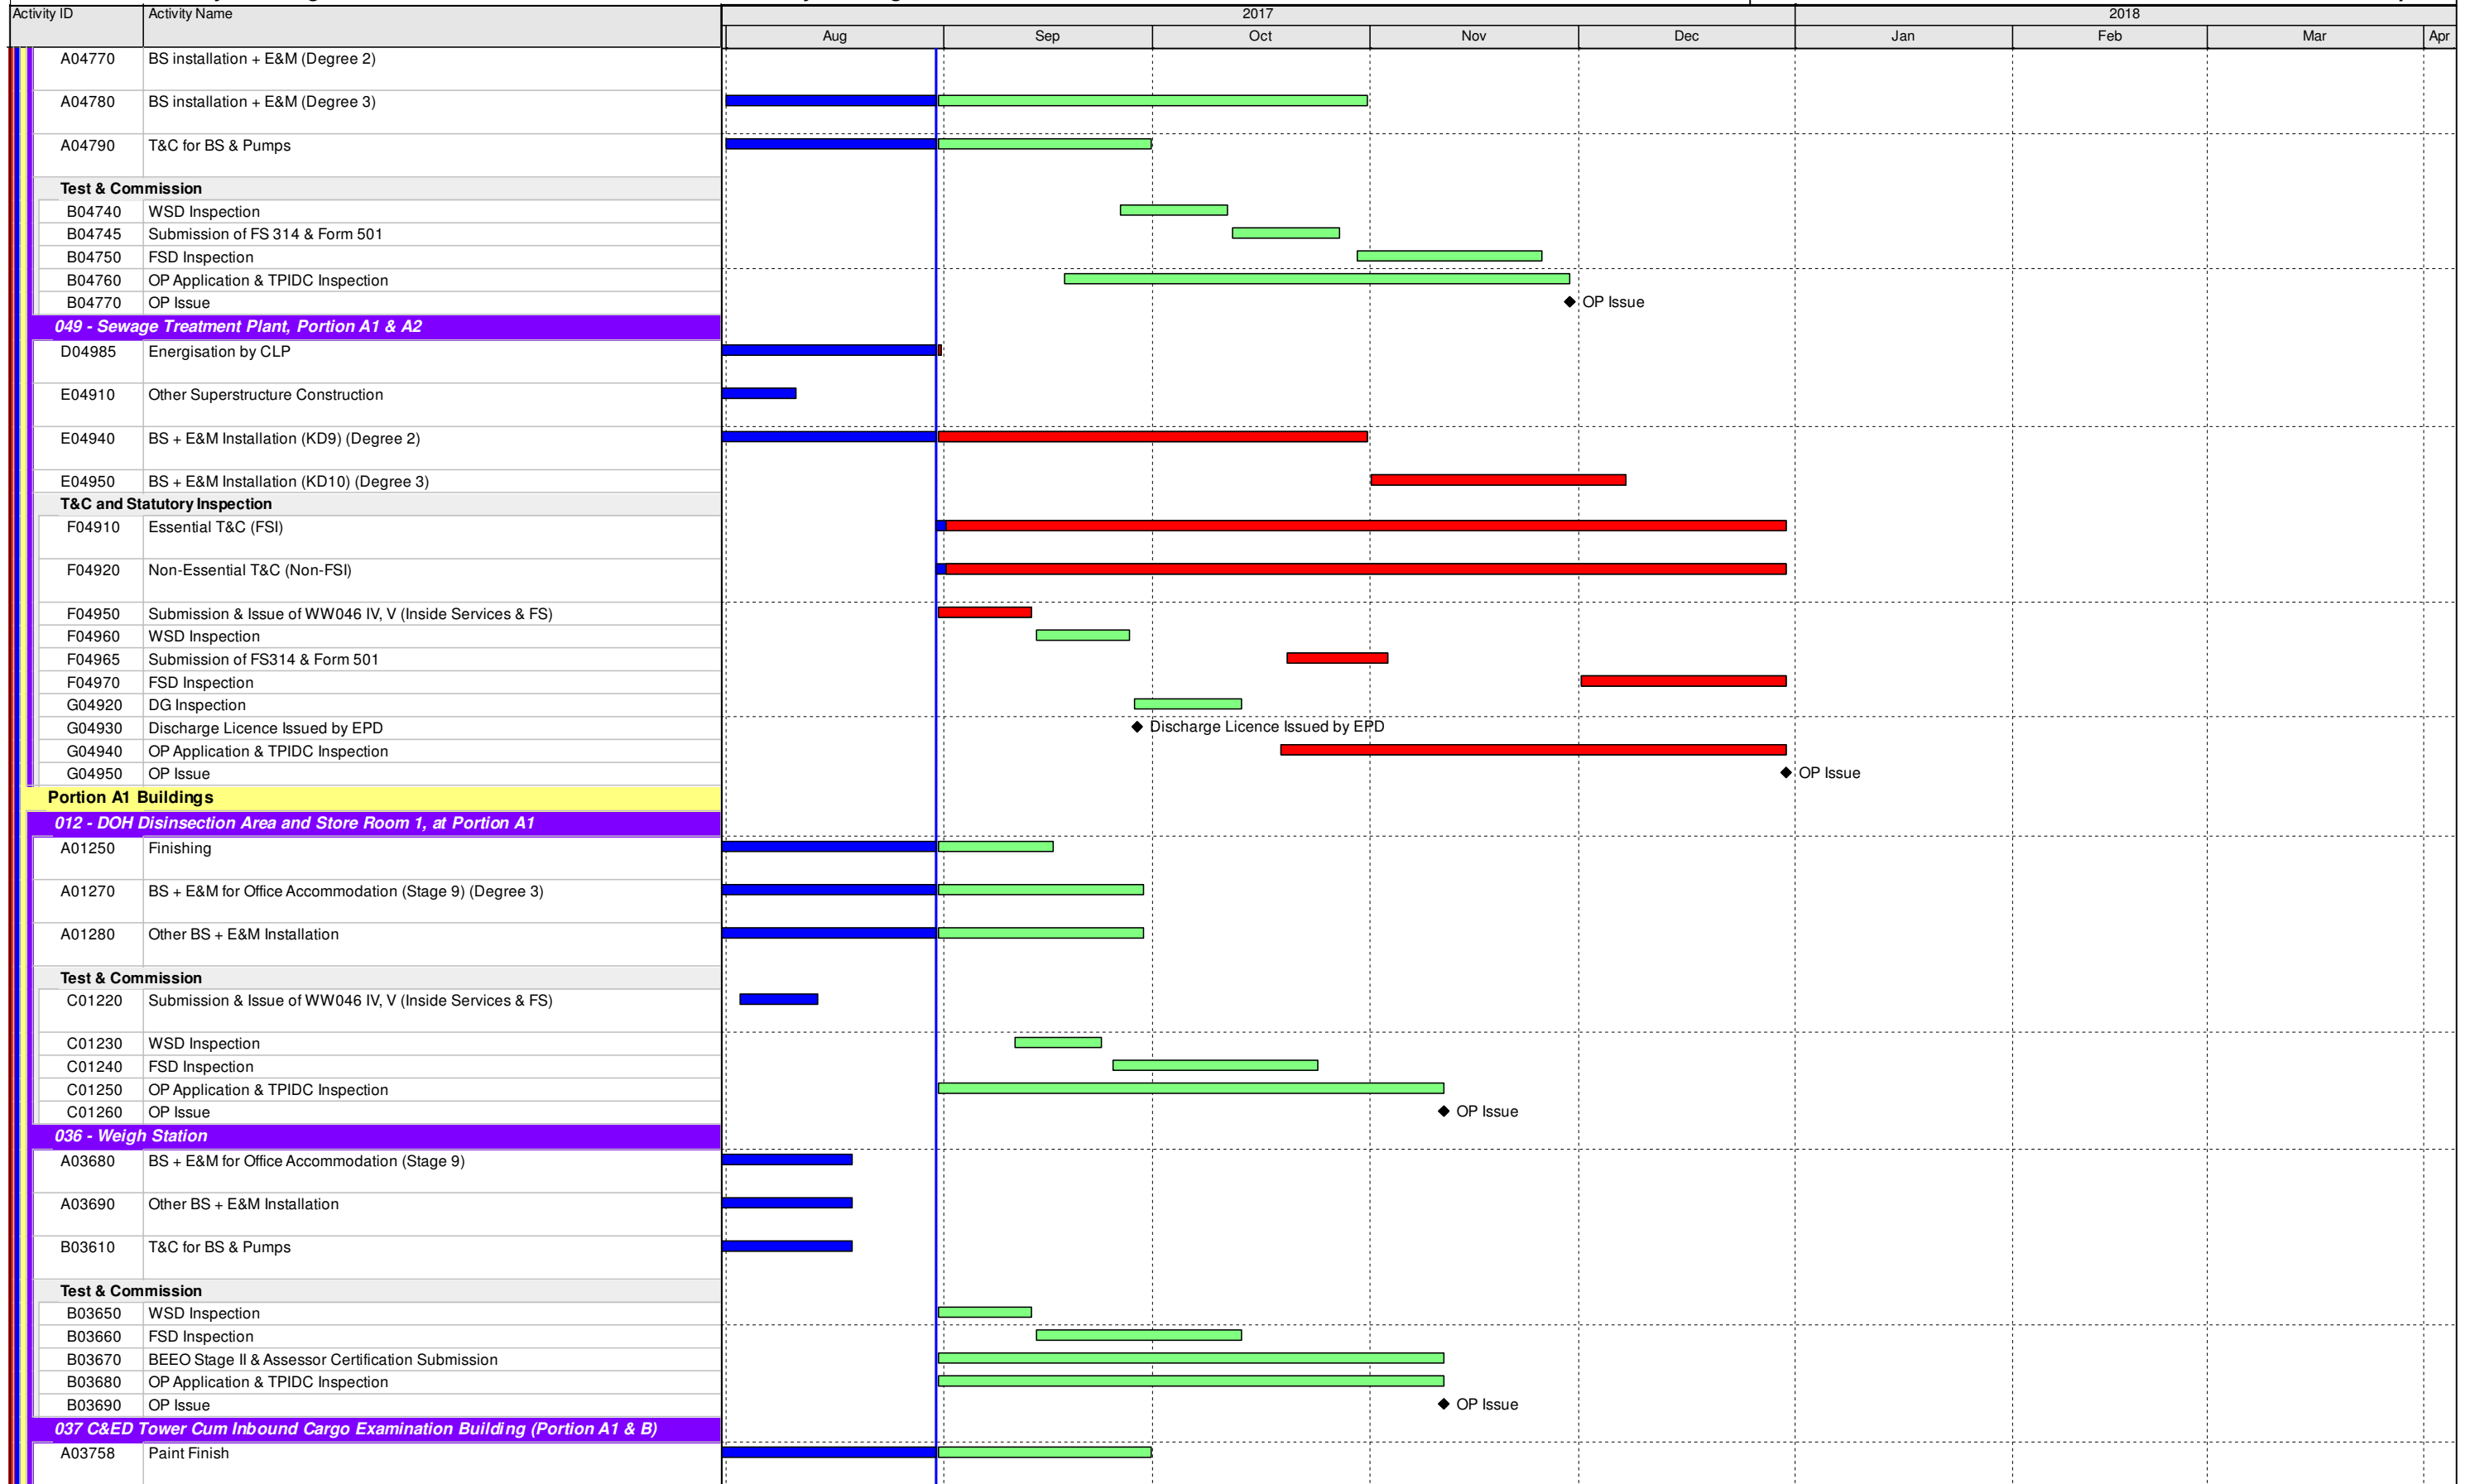 Activity ID Activity Name 2017 2018
Aug Sep Oct Nov Dec Jan Feb Mar Apr
A04770 BS installation + E&M (Degree 2)
A04780 BS installation + E&M (Degree 3)
A04790 T&C for BS & Pumps
Test & Commission
B04740 WSD Inspection
B04745 Submission of FS 314 & Form 501
B04750 FSD Inspection
B04760 OP Application & TPIDC Inspection
B04770 OP Issue OP Issue
049 - Sewage Treatment Plant, Portion A1 & A2
D04985 Energisation by CLP
E04910 Other Superstructure Construction
E04940 BS + E&M Installation (KD9) (Degree 2)
E04950 BS + E&M Installation (KD10) (Degree 3)
T&C and Statutory Inspection
F04910 Essential T&C (FSI)
F04920 Non-Essential T&C (Non-FSI)
F04950 Submission & Issue of WW046 IV, V (Inside Services & FS)
F04960 WSD Inspection
F04965 Submission of FS314 & Form 501
F04970 FSD Inspection
G04920 DG Inspection
G04930 Discharge Licence Issued by EPD Discharge Licence Issued by EPD
G04940 OP Application & TPIDC Inspection
G04950 OP Issue OP Issue
Portion A1 Buildings
012 - DOH Disinsection Area and Store Room 1, at Portion A1
A01250 Finishing
A01270 BS + E&M for Office Accommodation (Stage 9) (Degree 3)
A01280 Other BS + E&M Installation
Test & Commission
C01220 Submission & Issue of WW046 IV, V (Inside Services & FS)
C01230 WSD Inspection
C01240 FSD Inspection
C01250 OP Application & TPIDC Inspection
C01260 OP Issue OP Issue
036 - Weigh Station
A03680 BS + E&M for Office Accommodation (Stage 9)
A03690 Other BS + E&M Installation
B03610 T&C for BS & Pumps
Test & Commission
B03650 WSD Inspection
B03660 FSD Inspection
B03670 BEEO Stage II & Assessor Certification Submission
B03680 OP Application & TPIDC Inspection
B03690 OP Issue OP Issue
037 C&ED Tower Cum Inbound Cargo Examination Building (Portion A1 & B)
A03758 Paint Finish